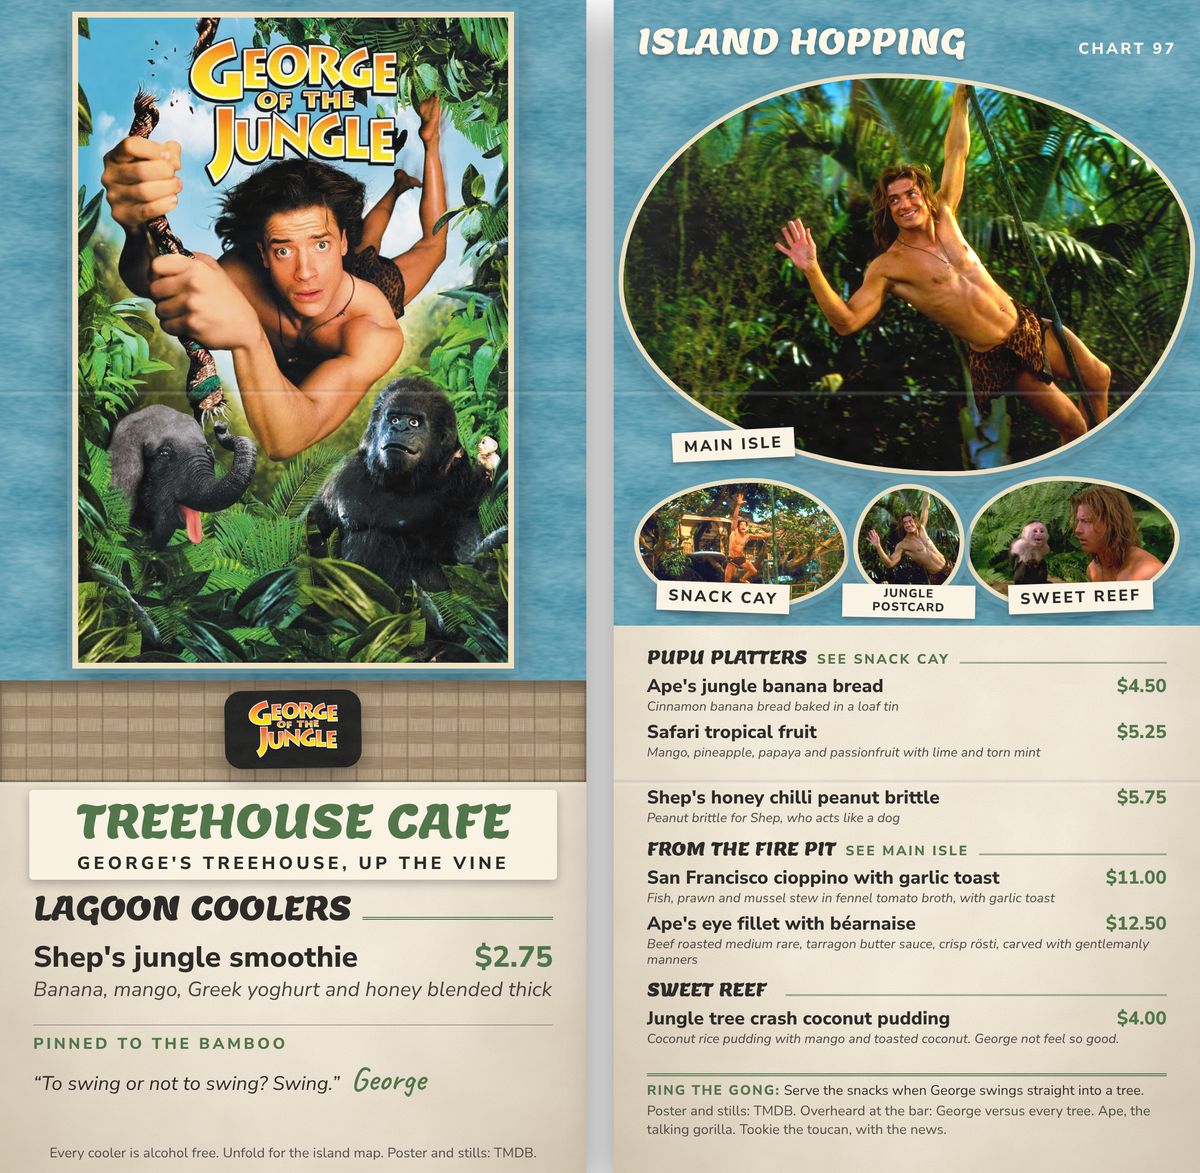 GEORGE
OF THE
JUNGLE
GEORGE
OF THE
JUNGLE
TREEHOUSE CAFE
GEORGE'S TREEHOUSE, UP THE VINE
LAGOON COOLERS
Shep's jungle smoothie $2.75
Banana, mango, Greek yoghurt and honey blended thick
PINNED TO THE BAMBOO
“To swing or not to swing? Swing.” George
Every cooler is alcohol free. Unfold for the island map. Poster and stills: TMDB.
ISLAND HOPPING
CHART 97
MAIN ISLE
SNACK CAY
JUNGLE
POSTCARD
SWEET REEF
PUPU PLATTERS SEE SNACK CAY
Ape's jungle banana bread $4.50
Cinnamon banana bread baked in a loaf tin
Safari tropical fruit $5.25
Mango, pineapple, papaya and passionfruit with lime and torn mint
Shep's honey chilli peanut brittle $5.75
Peanut brittle for Shep, who acts like a dog
FROM THE FIRE PIT SEE MAIN ISLE
San Francisco cioppino with garlic toast $11.00
Fish, prawn and mussel stew in fennel tomato broth, with garlic toast
Ape's eye fillet with béarnaise $12.50
Beef roasted medium rare, tarragon butter sauce, crisp rösti, carved with gentlemanly
manners
SWEET REEF
Jungle tree crash coconut pudding $4.00
Coconut rice pudding with mango and toasted coconut. George not feel so good.
RING THE GONG: Serve the snacks when George swings straight into a tree.
Poster and stills: TMDB. Overheard at the bar: George versus every tree. Ape, the
talking gorilla. Tookie the toucan, with the news.